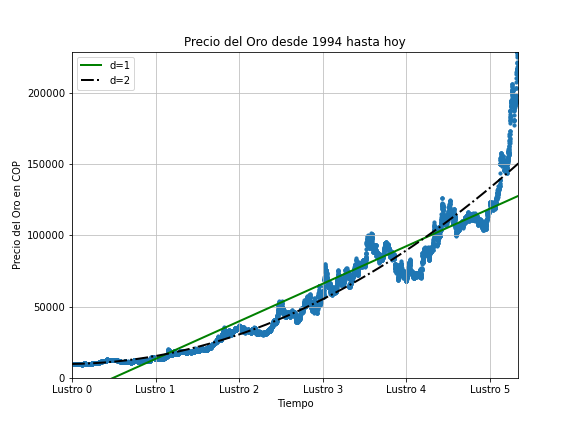 Precio del Oro desde 1994 hasta hoy
d=1
d=2
Precio del Oro en COP
200000
150000
100000
50000
0
Lustro 0 Lustro 1 Lustro 2 Lustro 3 Lustro 4 Lustro 5
Tiempo